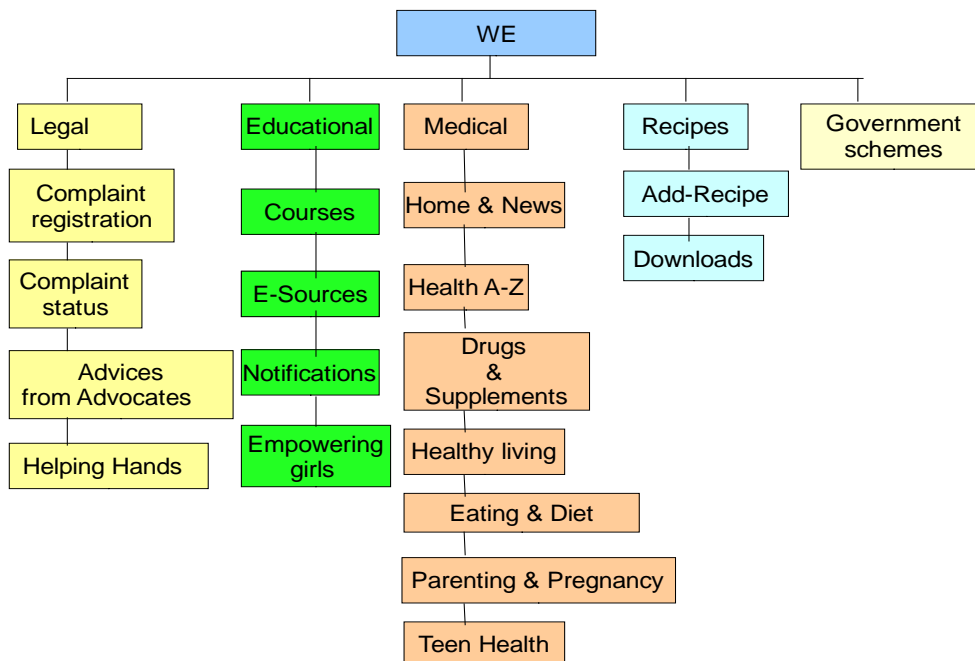 WE
Legal
Complaint
registration
Complaint
status
Advices
from Advocates
Helping Hands
Educational
Courses
E-Sources
Notifications
Empowering
girls
Medical
Home & News
Health A-Z
Drugs
&
Supplements
Healthy living
Eating & Diet
Parenting & Pregnancy
Teen Health
Recipes
Add-Recipe
Downloads
Government
schemes